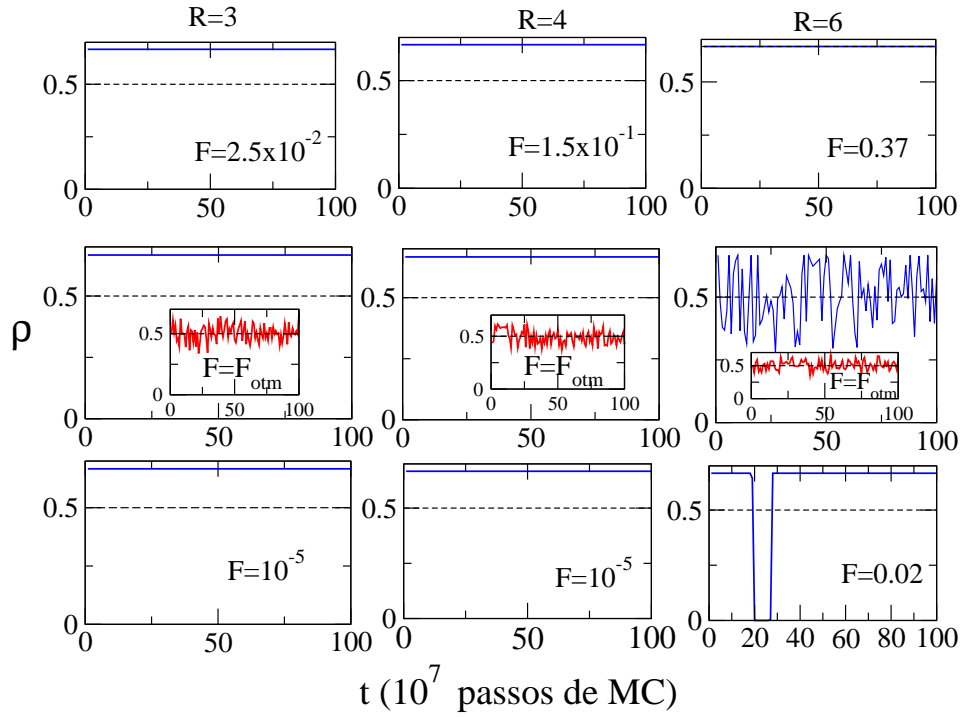 R=3 R=4 R=6
0.5 0.5 0.5
F=2.5x10^-2 F=1.5x10^-1 F=0.37
0 0 0
0 50 100 0 50 100 0 50 100
ρ
0.5 0.5 0.5
0.5 0.5 0.5
F=F_otm F=F_otm F=F_otm
0 0 0
0 50 100 0 50 100 0 50 100
0 0 0
0 50 100 0 50 100 0 50 100
0.5 0.5 0.5
F=10^-5 F=10^-5 F=0.02
0 0 0
0 50 100 0 50 100 0 20 40 60 80 100
t (10^7 passos de MC)